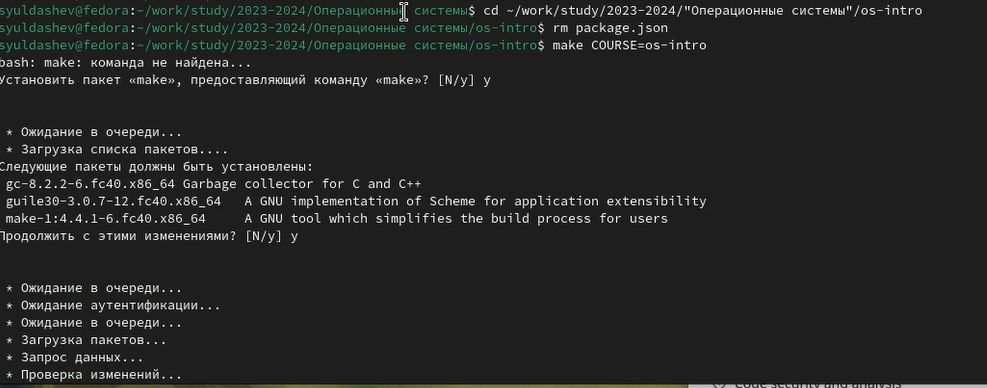 syuldashev@fedora:~/work/study/2023-2024/Операционные системы$ cd ~/work/study/2023-2024/"Операционные системы"/os-intro
syuldashev@fedora:~/work/study/2023-2024/Операционные системы/os-intro$ rm package.json
syuldashev@fedora:~/work/study/2023-2024/Операционные системы/os-intro$ make COURSE=os-intro
bash: make: команда не найдена...
Установить пакет «make», предоставляющий команду «make»? [N/y] y
* Ожидание в очереди...
* Загрузка списка пакетов....
Следующие пакеты должны быть установлены:
gc-8.2.2-6.fc40.x86_64 Garbage collector for C and C++
guile30-3.0.7-12.fc40.x86_64 A GNU implementation of Scheme for application extensibility
make-1:4.4.1-6.fc40.x86_64 A GNU tool which simplifies the build process for users
Продолжить с этими изменениями? [N/y] y
* Ожидание в очереди...
* Ожидание аутентификации...
* Ожидание в очереди...
* Загрузка пакетов...
* Запрос данных...
* Проверка изменений...
Code security and analysis